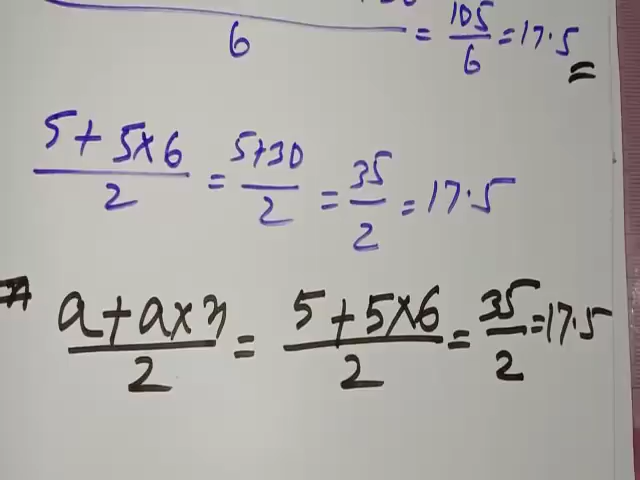 6 = 105/6 = 17.5
5+5×6/2 = 5+30/2 = 35/2 = 17.5
a+a×n/2 = 5+5×6/2 = 35/2 = 17.5